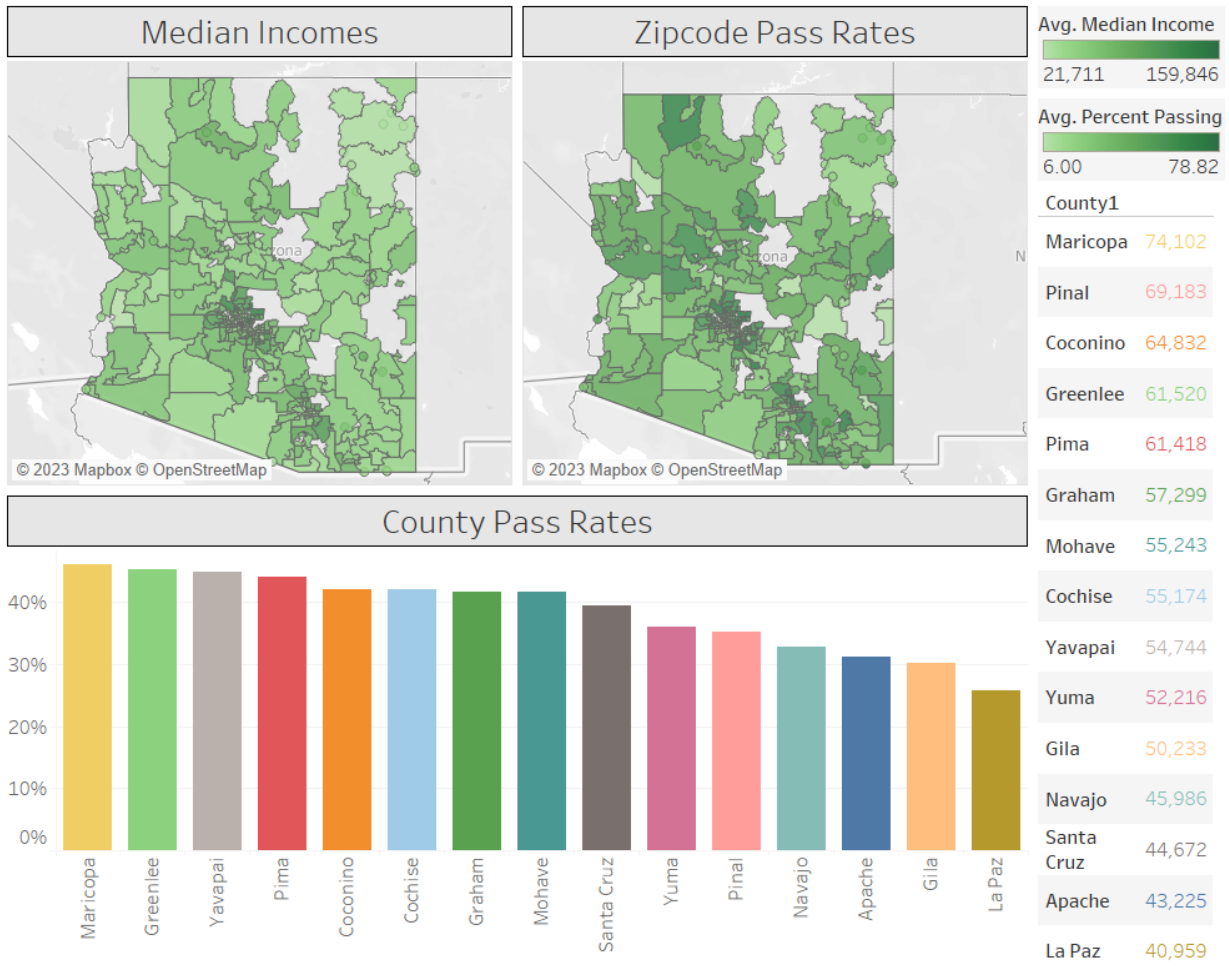 Median Incomes
Zipcode Pass Rates
zona
© 2023 Mapbox © OpenStreetMap
zona
N
© 2023 Mapbox © OpenStreetMap
Avg. Median Income
21,711 159,846
Avg. Percent Passing
6.00 78.82
County1
Maricopa 74,102
Pinal 69,183
Coconino 64,832
Greenlee 61,520
Pima 61,418
Graham 57,299
Mohave 55,243
Cochise 55,174
Yavapai 54,744
Yuma 52,216
Gila 50,233
Navajo 45,986
Santa
Cruz 44,672
Apache 43,225
La Paz 40,959
County Pass Rates
40%
30%
20%
10%
0%
Maricopa
Greenlee
Yavapai
Pima
Coconino
Cochise
Graham
Mohave
Santa Cruz
Yuma
Pinal
Navajo
Apache
Gila
La Paz